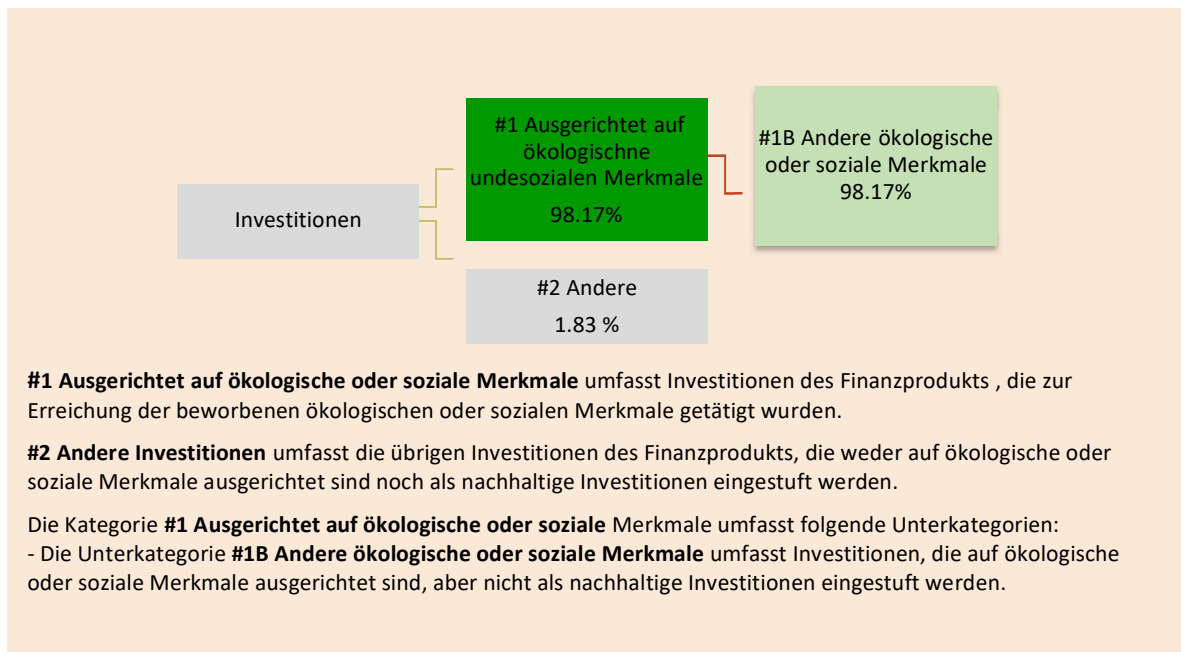 Investitionen
#1 Ausgerichtet auf
ökologischne
undesozialen Merkmale
98.17%
#1B Andere ökologische
oder soziale Merkmale
98.17%
#2 Andere
1.83 %
#1 Ausgerichtet auf ökologische oder soziale Merkmale umfasst Investitionen des Finanzprodukts , die zur
Erreichung der beworbenen ökologischen oder sozialen Merkmale getätigt wurden.
#2 Andere Investitionen umfasst die übrigen Investitionen des Finanzprodukts, die weder auf ökologische oder
soziale Merkmale ausgerichtet sind noch als nachhaltige Investitionen eingestuft werden.
Die Kategorie #1 Ausgerichtet auf ökologische oder soziale Merkmale umfasst folgende Unterkategorien:
- Die Unterkategorie #1B Andere ökologische oder soziale Merkmale umfasst Investitionen, die auf ökologische
oder soziale Merkmale ausgerichtet sind, aber nicht als nachhaltige Investitionen eingestuft werden.